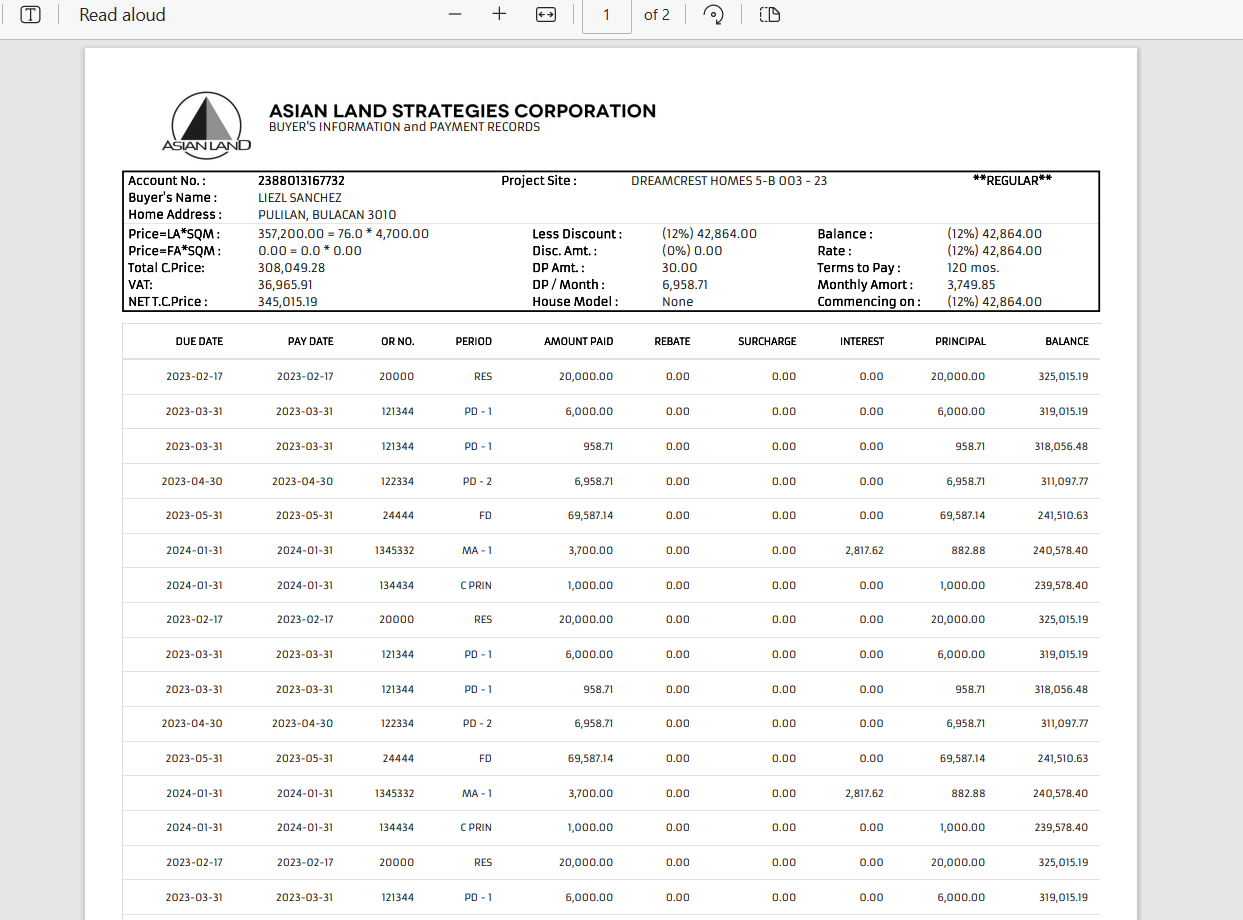 Read aloud
1 of 2
ASIAN LAND
ASIAN LAND STRATEGIES CORPORATION
BUYER'S INFORMATION and PAYMENT RECORDS
Account No. : 2388013167732 Project Site : DREAMCREST HOMES 5-B 003 - 23 **REGULAR**
Buyer's Name : LIEZL SANCHEZ
Home Address : PULILAN, BULACAN 3010
Price=LA*SQM : 357,200.00 = 76.0 * 4,700.00 Less Discount : (12%) 42,864.00 Balance : (12%) 42,864.00
Price=FA*SQM : 0.00 = 0.0 * 0.00 Disc. Amt. : (0%) 0.00 Rate : (12%) 42,864.00
Total C.Price: 308,049.28 DP Amt. : 30.00 Terms to Pay : 120 mos.
VAT: 36,965.91 DP / Month : 6,958.71 Monthly Amort : 3,749.85
NET T.C.Price : 345,015.19 House Model : None Commencing on : (12%) 42,864.00
DUE DATE PAY DATE OR NO. PERIOD AMOUNT PAID REBATE SURCHARGE INTEREST PRINCIPAL BALANCE
2023-02-17 2023-02-17 20000 RES 20,000.00 0.00 0.00 0.00 20,000.00 325,015.19
2023-03-31 2023-03-31 121344 PD - 1 6,000.00 0.00 0.00 0.00 6,000.00 319,015.19
2023-03-31 2023-03-31 121344 PD - 1 958.71 0.00 0.00 0.00 958.71 318,056.48
2023-04-30 2023-04-30 122334 PD - 2 6,958.71 0.00 0.00 0.00 6,958.71 311,097.77
2023-05-31 2023-05-31 24444 FD 69,587.14 0.00 0.00 0.00 69,587.14 241,510.63
2024-01-31 2024-01-31 1345332 MA - 1 3,700.00 0.00 0.00 2,817.62 882.88 240,578.40
2024-01-31 2024-01-31 134434 C PRIN 1,000.00 0.00 0.00 0.00 1,000.00 239,578.40
2023-02-17 2023-02-17 20000 RES 20,000.00 0.00 0.00 0.00 20,000.00 325,015.19
2023-03-31 2023-03-31 121344 PD - 1 6,000.00 0.00 0.00 0.00 6,000.00 319,015.19
2023-03-31 2023-03-31 121344 PD - 1 958.71 0.00 0.00 0.00 958.71 318,056.48
2023-04-30 2023-04-30 122334 PD - 2 6,958.71 0.00 0.00 0.00 6,958.71 311,097.77
2023-05-31 2023-05-31 24444 FD 69,587.14 0.00 0.00 0.00 69,587.14 241,510.63
2024-01-31 2024-01-31 1345332 MA - 1 3,700.00 0.00 0.00 2,817.62 882.88 240,578.40
2024-01-31 2024-01-31 134434 C PRIN 1,000.00 0.00 0.00 0.00 1,000.00 239,578.40
2023-02-17 2023-02-17 20000 RES 20,000.00 0.00 0.00 0.00 20,000.00 325,015.19
2023-03-31 2023-03-31 121344 PD - 1 6,000.00 0.00 0.00 0.00 6,000.00 319,015.19